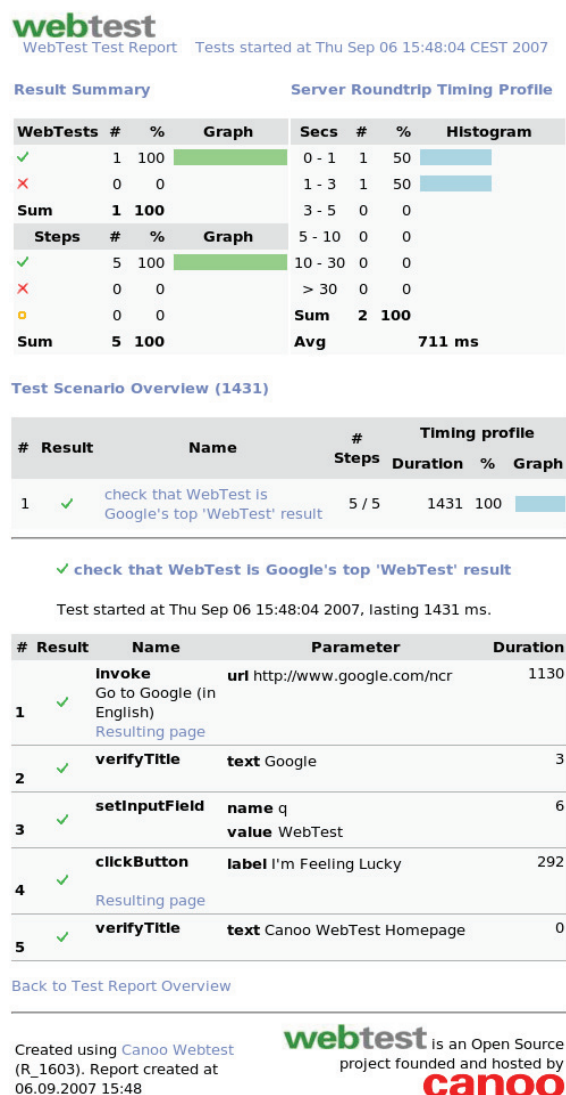 webtest
WebTest Test Report Tests started at Thu Sep 06 15:48:04 CEST 2007
Result Summary
WebTests # % Graph
1 100
0 0
Sum 1 100
Steps # % Graph
5 100
0 0
0 0
Sum 5 100
Server Roundtrip Timing Profile
Secs # % Histogram
0 - 1 1 50
1 - 3 1 50
3 - 5 0 0
5 - 10 0 0
10 - 30 0 0
> 30 0 0
Sum 2 100
Avg 711 ms
Test Scenario Overview (1431)
# Result Name # Steps Timing profile
Duration % Graph
1 check that WebTest is
Google's top 'WebTest' result 5 / 5 1431 100
check that WebTest is Google's top 'WebTest' result
Test started at Thu Sep 06 15:48:04 2007, lasting 1431 ms.
# Result Name Parameter Duration
1 invoke url http://www.google.com/ncr 1130
Go to Google (in
English)
Resulting page
2 verifyTitle text Google 3
3 setInputField name q 6
value WebTest
4 clickButton label I'm Feeling Lucky 292
Resulting page
5 verifyTitle text Canoo WebTest Homepage 0
Back to Test Report Overview
Created using Canoo Webtest
(R_1603). Report created at
06.09.2007 15:48
webtest is an Open Source
project founded and hosted by
canoo